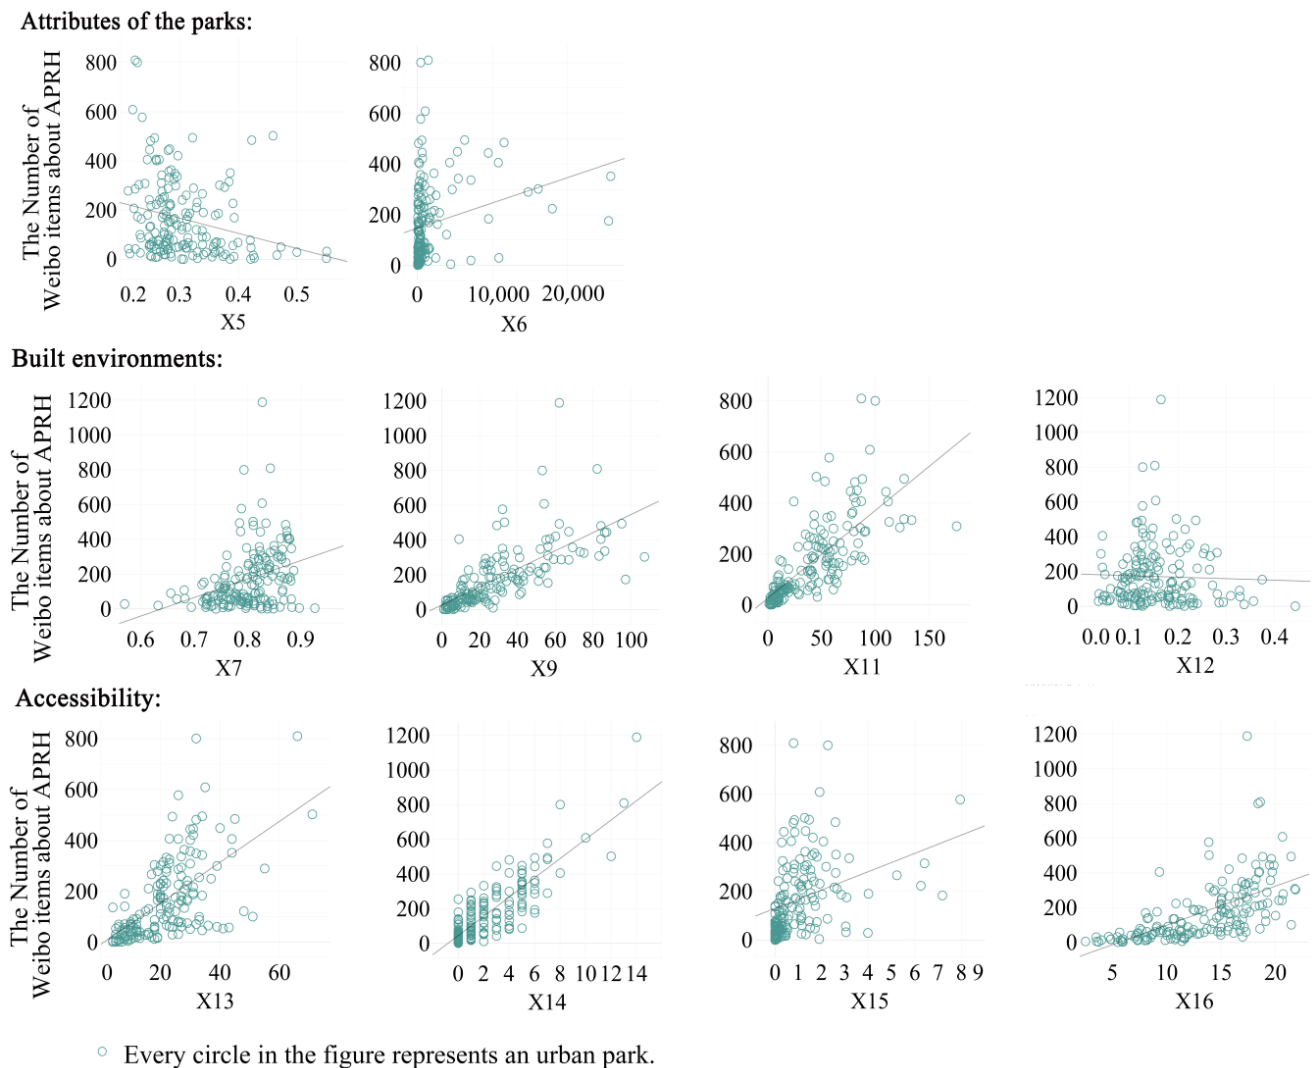 Attributes of the parks:
The Number of
Weibo items about APRH
800
600
400
200
0
0.2 0.3 0.4 0.5
X5
800
600
400
200
0
0 10,000 20,000
X6
Built environments:
The Number of
Weibo items about APRH
1200
1000
800
600
400
200
0
0.6 0.7 0.8 0.9
X7
1200
1000
800
600
400
200
0
0 20 40 60 80 100
X9
800
600
400
200
0
0 50 100 150
X11
1200
1000
800
600
400
200
0
0.0 0.1 0.2 0.3 0.4
X12
Accessibility:
The Number of
Weibo items about APRH
800
600
400
200
0
0 20 40 60
X13
1200
1000
800
600
400
200
0
0 2 4 6 8 10 12 14
X14
800
600
400
200
0
0 1 2 3 4 5 6 7 8 9
X15
1200
1000
800
600
400
200
0
5 10 15 20
X16
Every circle in the figure represents an urban park.